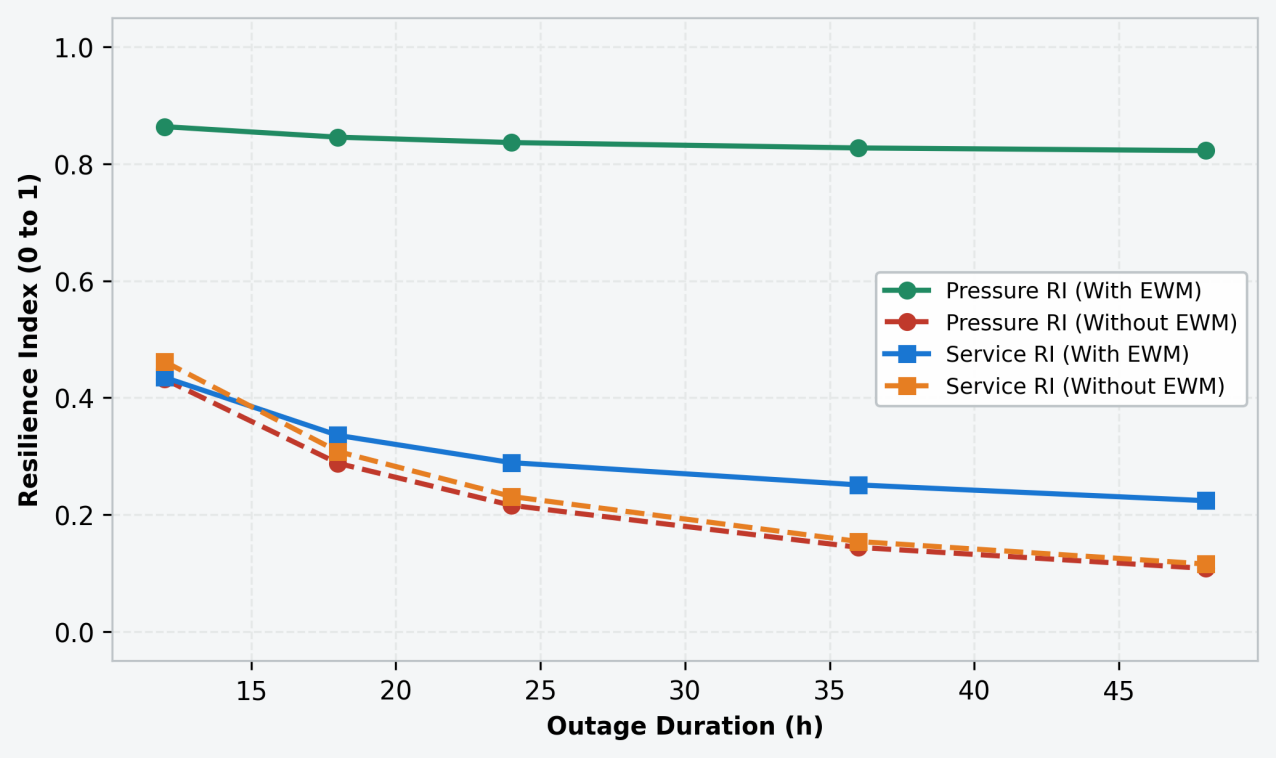 1.0
0.8
0.6
0.4
0.2
0.0
Resilience Index (0 to 1)
Pressure RI (With EWM)
Pressure RI (Without EWM)
Service RI (With EWM)
Service RI (Without EWM)
15 20 25 30 35 40 45
Outage Duration (h)